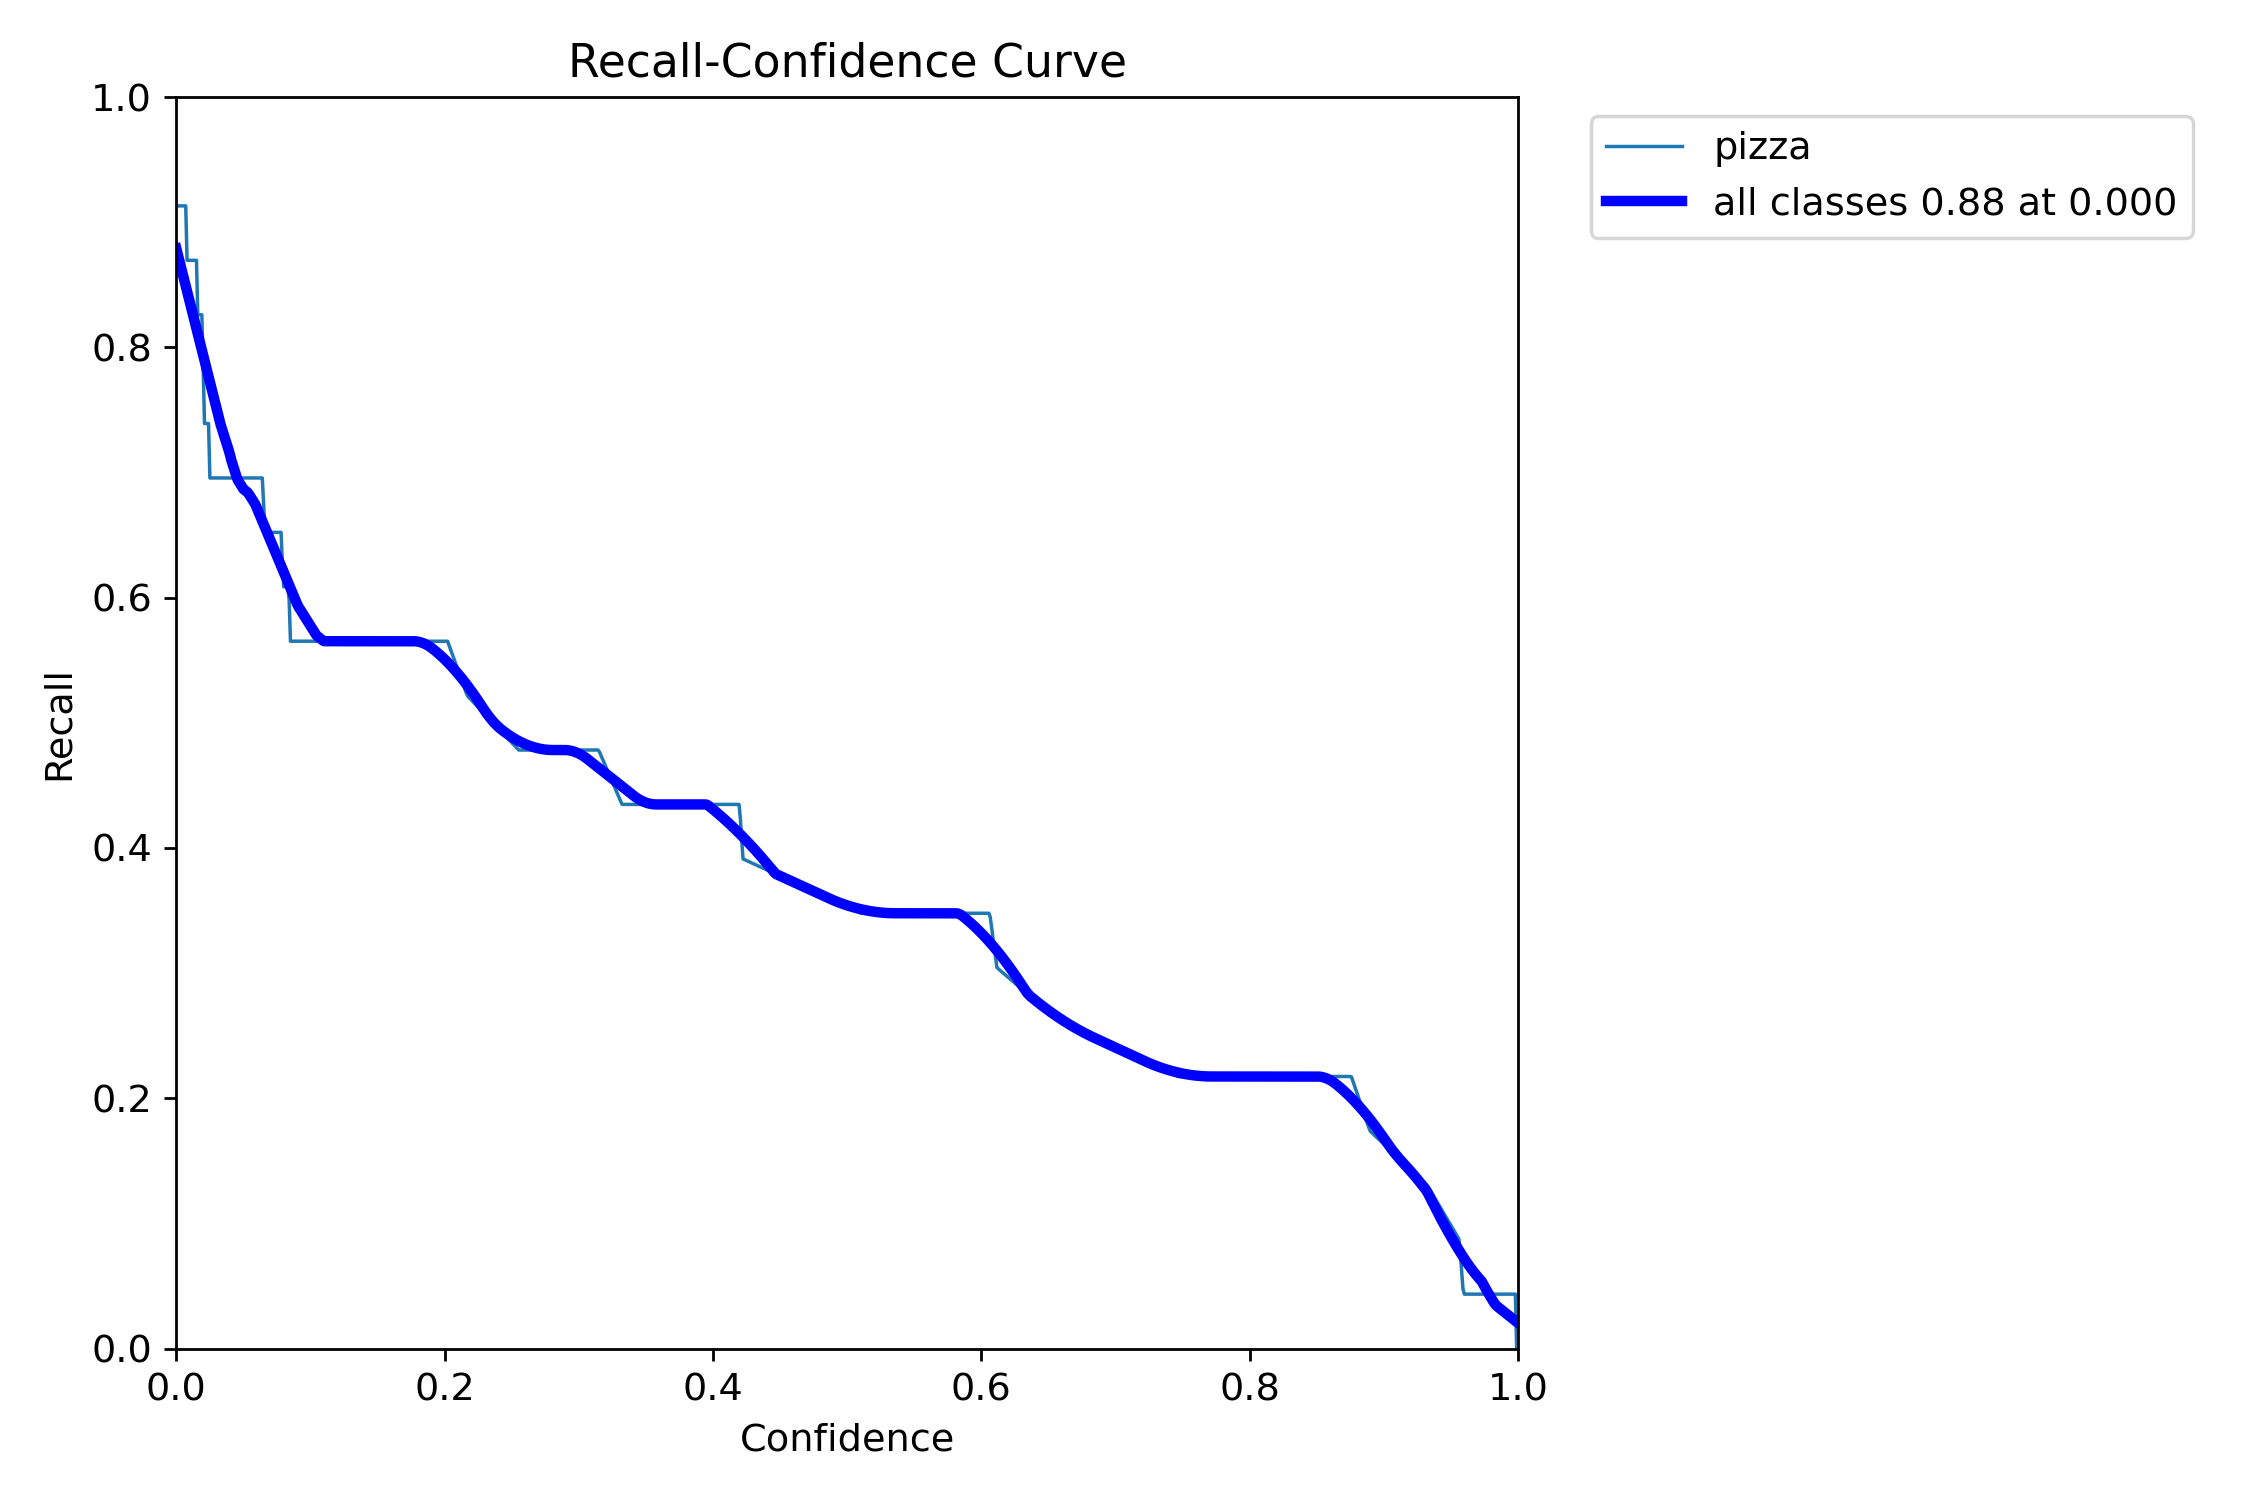 Recall-Confidence Curve
pizza
all classes 0.88 at 0.000
1.0
0.8
0.6
0.4
0.2
0.0
Recall
0.0 0.2 0.4 0.6 0.8 1.0
Confidence